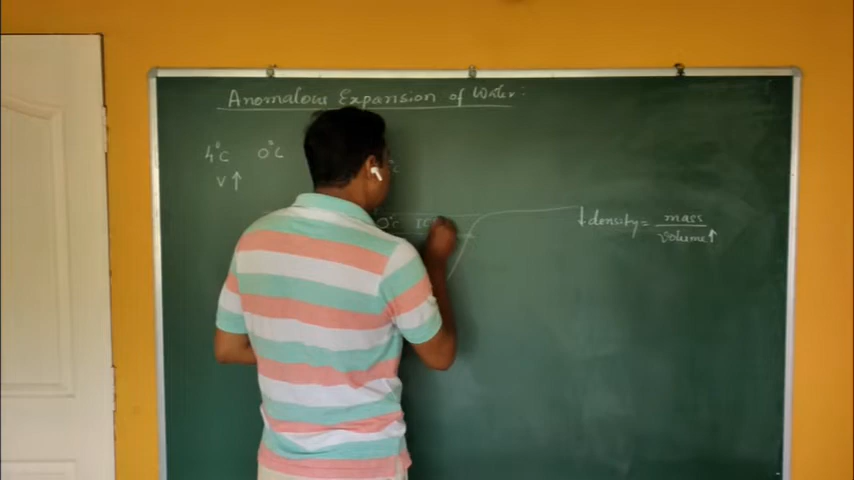 Anomalous Expansion of Water:
4°C 0°C
V↑
0°C
↓density = mass
volume↑